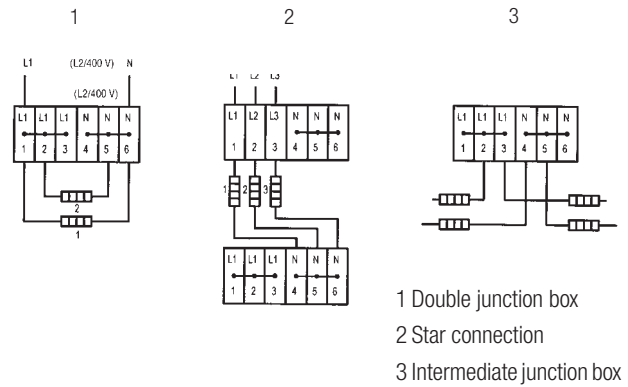 1 2 3
L1 (L2/400 V) N
(L2/400 V)
L1 L1 L1 N N N
1 2 3 4 5 6
2
1
L1 L2 L3
L1 L2 L3 N N N
1 2 3 4 5 6
1 2 3
L1 L1 L1 N N N
1 2 3 4 5 6
L1 L1 L1 N N N
1 2 3 4 5 6
1 Double junction box
2 Star connection
3 Intermediate junction box